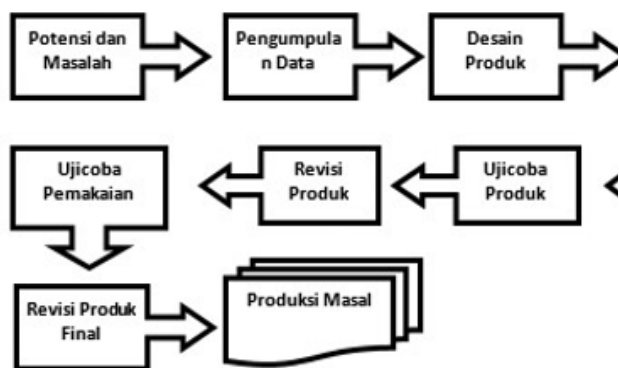 Potensi dan
Masalah
Pengumpula
n Data
Desain
Produk
Ujicoba
Pemakaian
Revisi
Produk
Ujicoba
Produk
Revisi Produk
Final
Produksi Masal